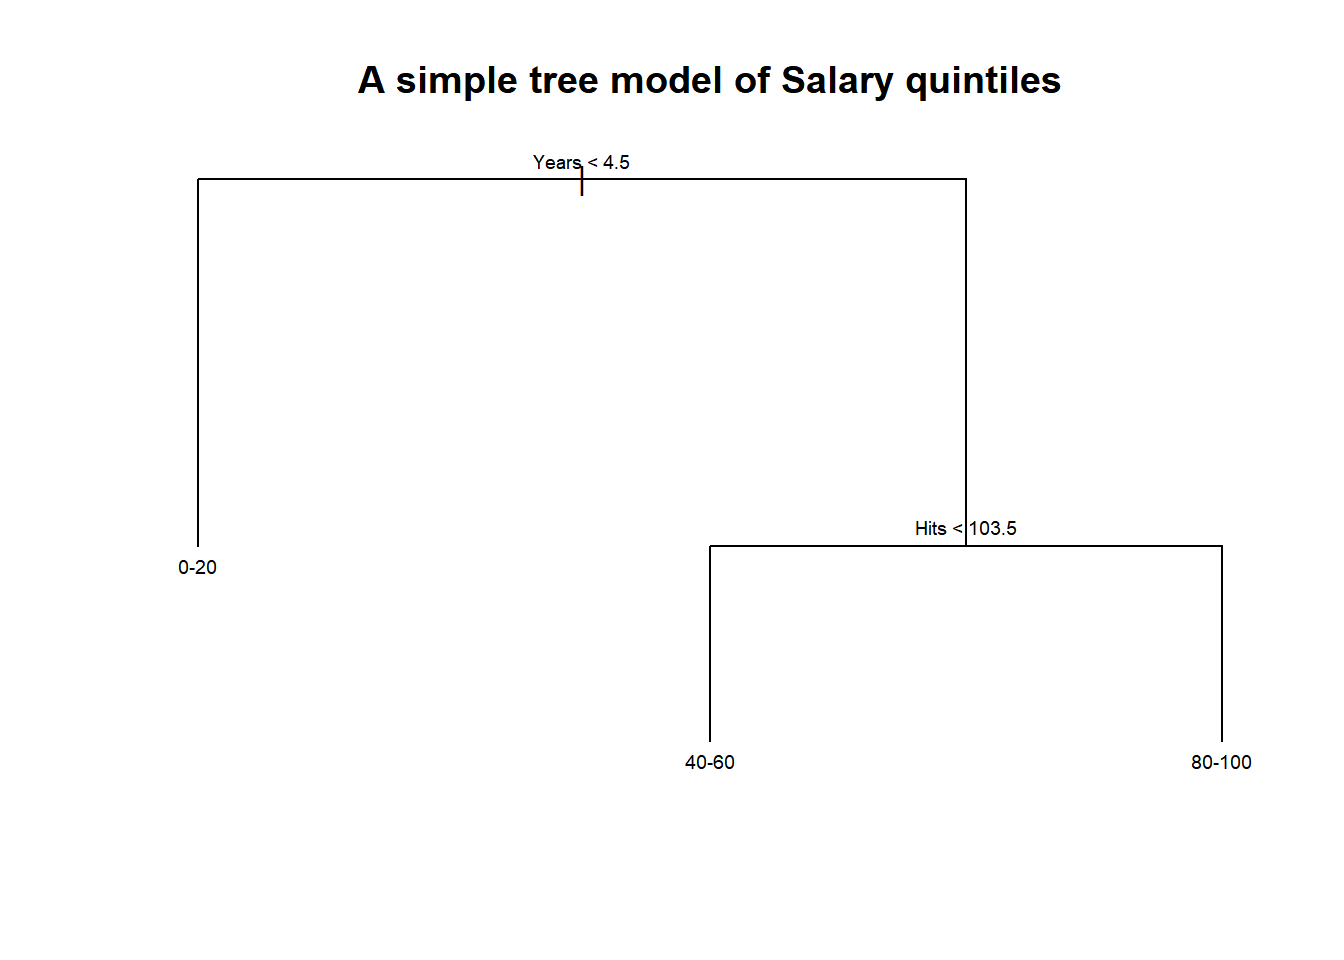 A simple tree model of Salary quintiles
Years < 4.5
Hits < 103.5
0-20
40-60
80-100